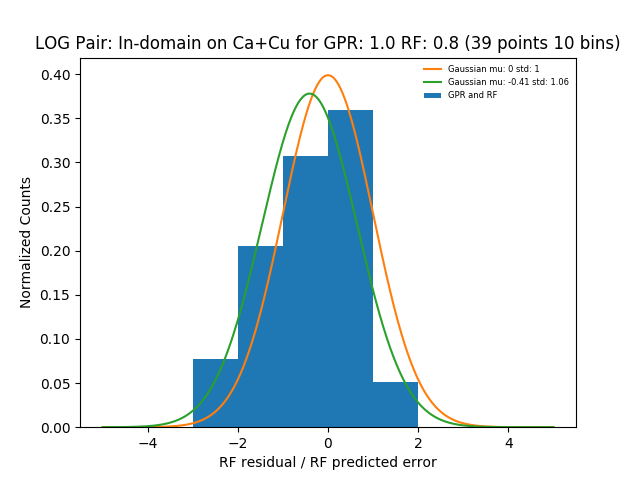 LOG Pair: In-domain on Ca+Cu for GPR: 1.0 RF: 0.8 (39 points 10 bins)
Gaussian mu: 0 std: 1
Gaussian mu: -0.41 std: 1.06
GPR and RF
Normalized Counts
0.40
0.35
0.30
0.25
0.20
0.15
0.10
0.05
0.00
−4
−2
0
2
4
RF residual / RF predicted error